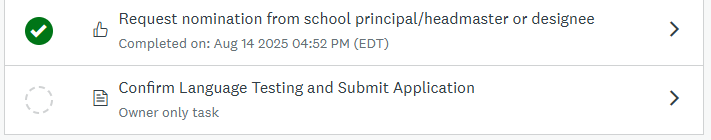 Request nomination from school principal/headmaster or designee
Completed on: Aug 14 2025 04:52 PM (EDT)
Confirm Language Testing and Submit Application
Owner only task